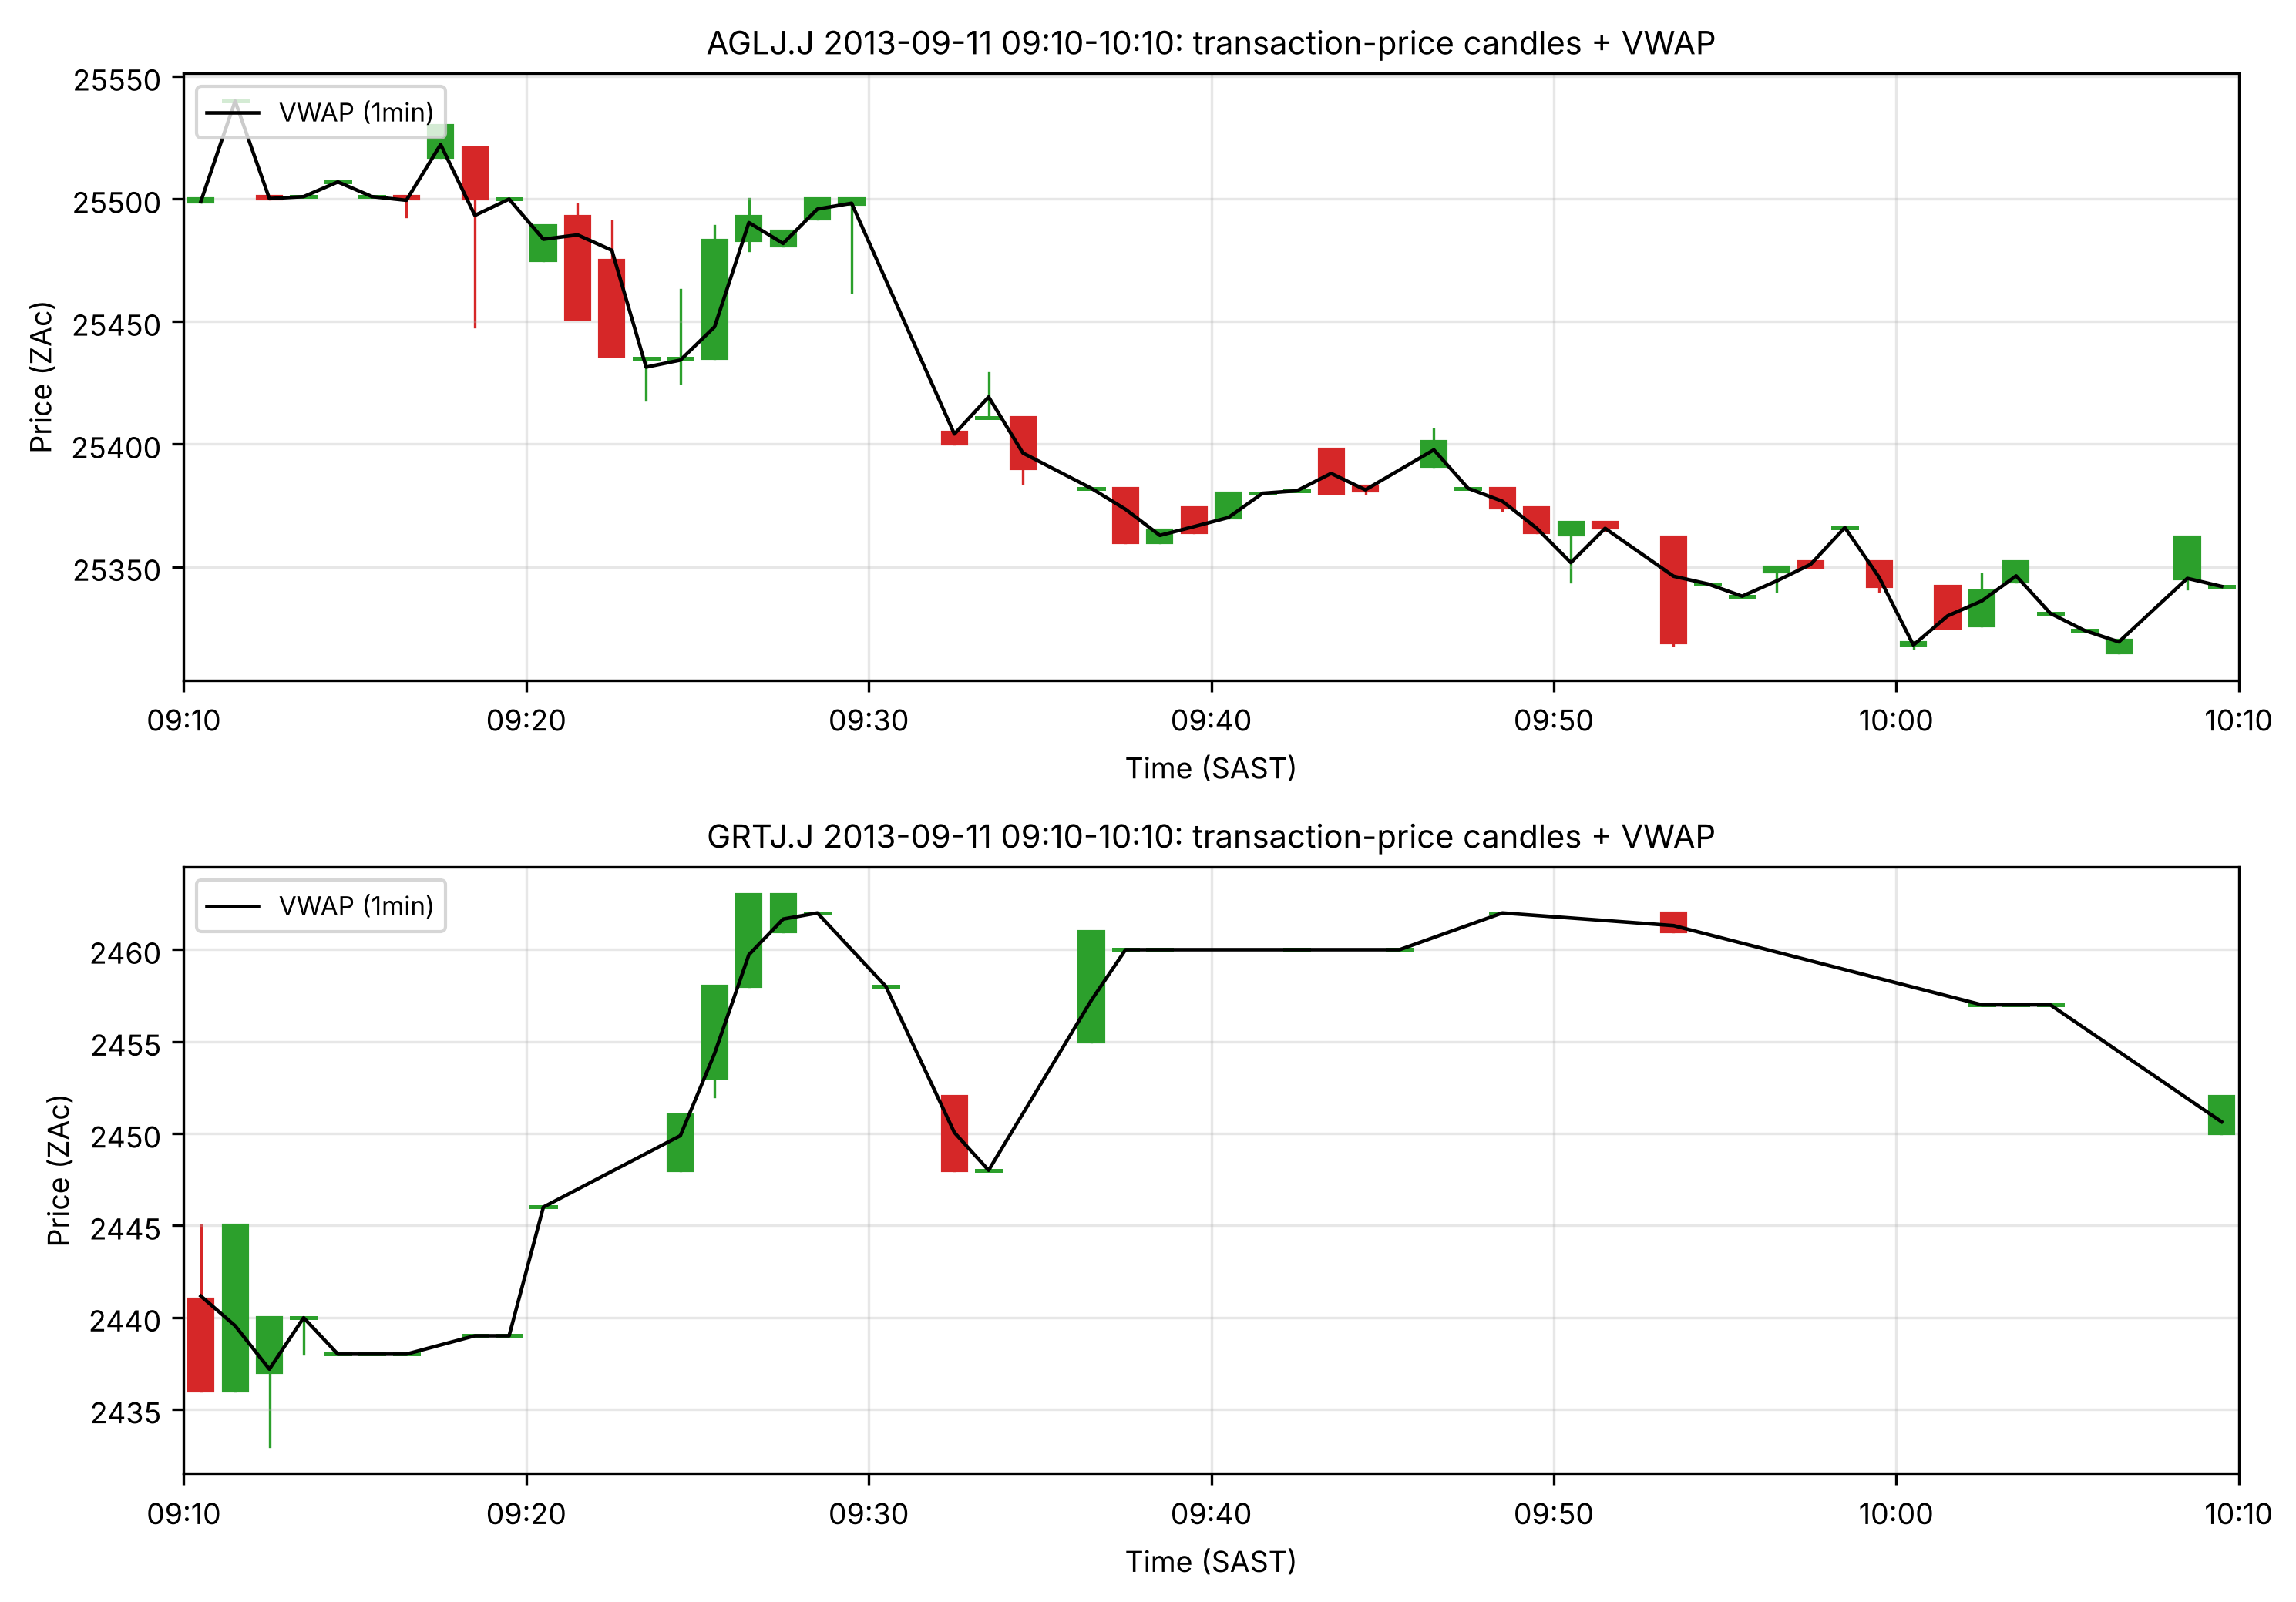 AGLJ.J 2013-09-11 09:10-10:10: transaction-price candles + VWAP
VWAP (1min)
Price (ZAc)
25550
25500
25450
25400
25350
09:10 09:20 09:30 09:40 09:50 10:00 10:10
Time (SAST)
GRTJ.J 2013-09-11 09:10-10:10: transaction-price candles + VWAP
VWAP (1min)
Price (ZAc)
2460
2455
2450
2445
2440
2435
09:10 09:20 09:30 09:40 09:50 10:00 10:10
Time (SAST)